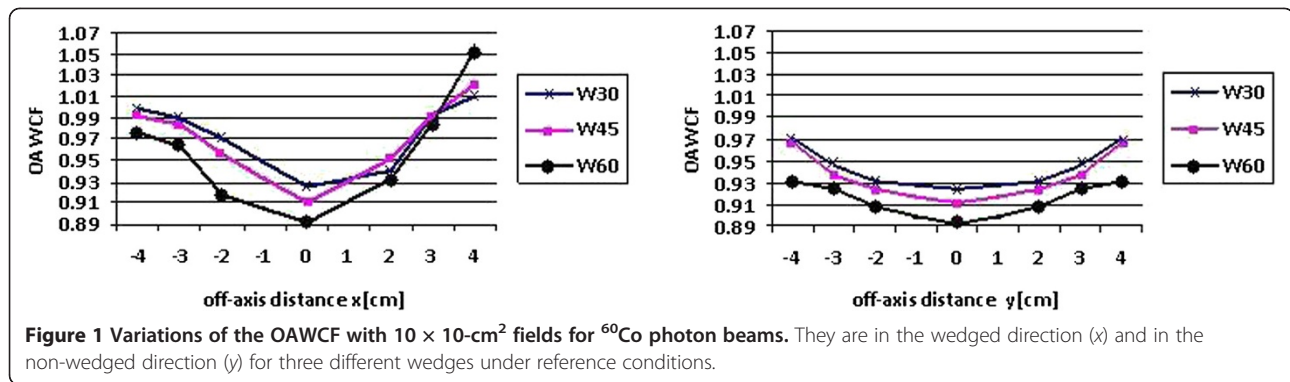 1.07
1.05
1.03
1.01
0.99
0.97
0.95
0.93
0.91
0.89
OAWCF
-4 -3 -2 -1 0 1 2 3 4
off-axis distance x[cm]
W30
W45
W60
1.07
1.05
1.03
1.01
0.99
0.97
0.95
0.93
0.91
0.89
OAWCF
-4 -3 -2 -1 0 1 2 3 4
off-axis distance y[cm]
W30
W45
W60
Figure 1 Variations of the OAWCF with 10 × 10-cm² fields for ⁶⁰Co photon beams. They are in the wedged direction (x) and in the
non-wedged direction (y) for three different wedges under reference conditions.